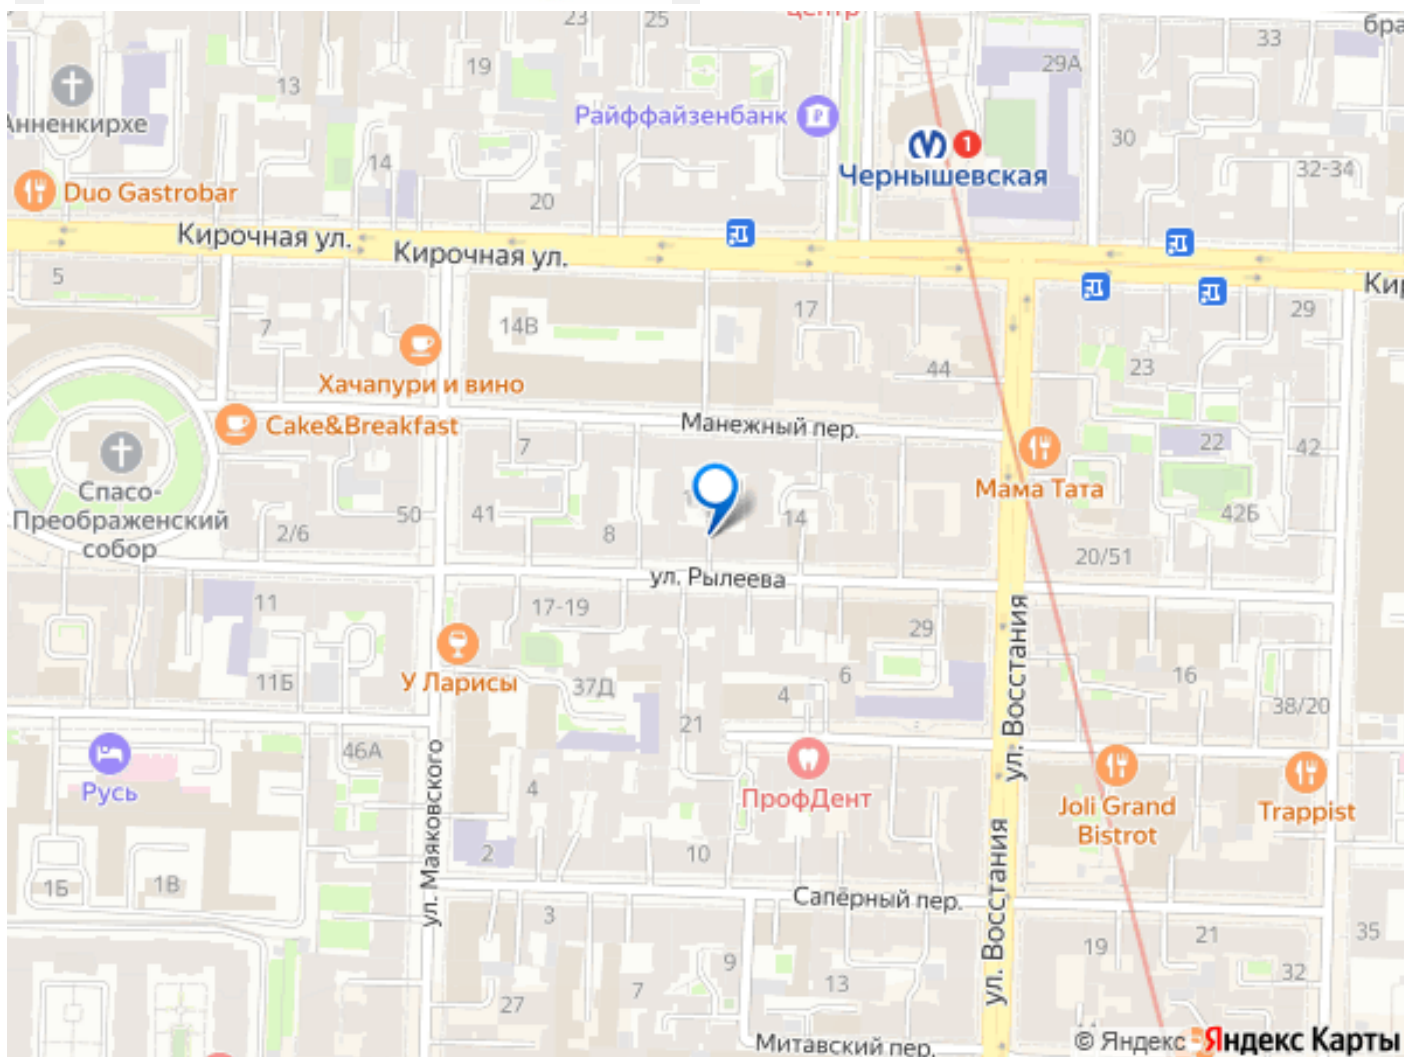 центр
23
25
33
бра
19
13
29А
Анненкирхе
Райффайзенбанк
1
Чернышевская
30
32-34
14
Duo Gastrobar
20
Кирочная ул.
Кирочная ул.
5
Кир
7
14В
17
29
Хачапури и вино
44
23
Cake&Breakfast
Манежный пер.
7
22
42
Мама Тата
Спасо-
Преображенский
собор
2/6
50
41
8
14
42Б
20/51
ул. Рылеева
11
17-19
29
У Ларисы
11Б
37Д
4
6
16
38/20
21
ул. Восстания
46А
Русь
ул. Маяковского
4
ПрофДент
Joli Grand
Bistrot
Trappist
2
10
1Б
1В
Сапёрный пер.
ул. Восстания
3
19
21
35
9
32
27
7
13
Митавский пер.
© Яндекс Яндекс Карты